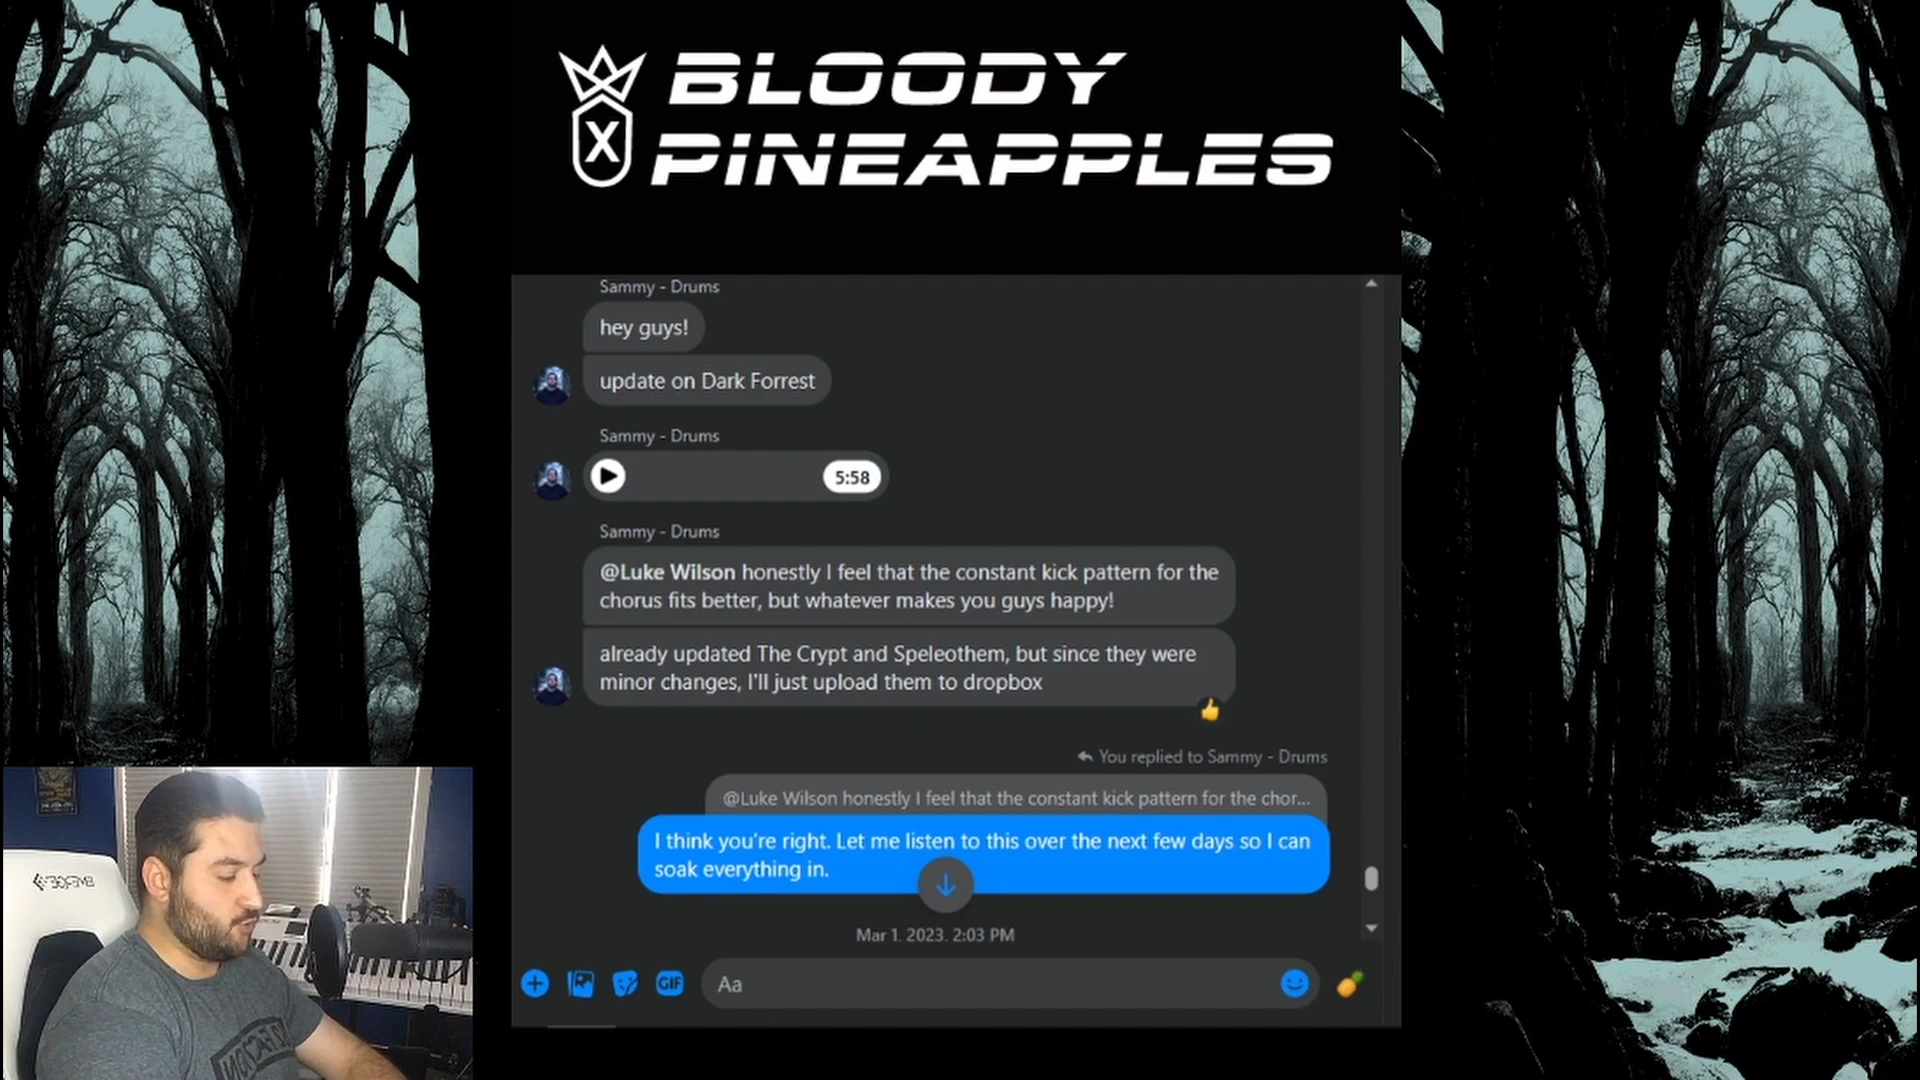 BLOODY
X
PINEAPPLES
Sammy - Drums
hey guys!
update on Dark Forrest
Sammy - Drums
5:58
Sammy - Drums
@Luke Wilson honestly I feel that the constant kick pattern for the
chorus fits better, but whatever makes you guys happy!
already updated The Crypt and Speleothem, but since they were
minor changes, I'll just upload them to dropbox
You replied to Sammy - Drums
@Luke Wilson honestly I feel that the constant kick pattern for the chor...
I think you're right. Let me listen to this over the next few days so I can
soak everything in.
Mar 1, 2023, 2:03 PM
GIF
Aa